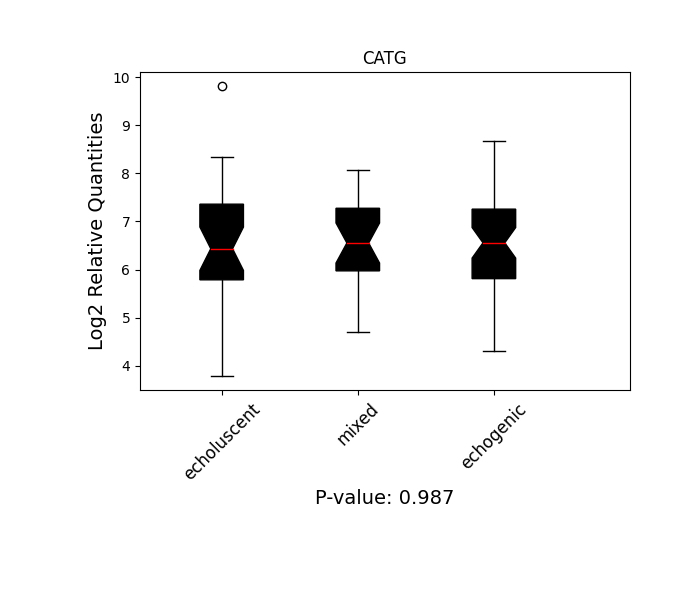 CATG
10
9
8
7
6
5
4
Log2 Relative Quantities
echoluscent
mixed
echogenic
P-value: 0.987